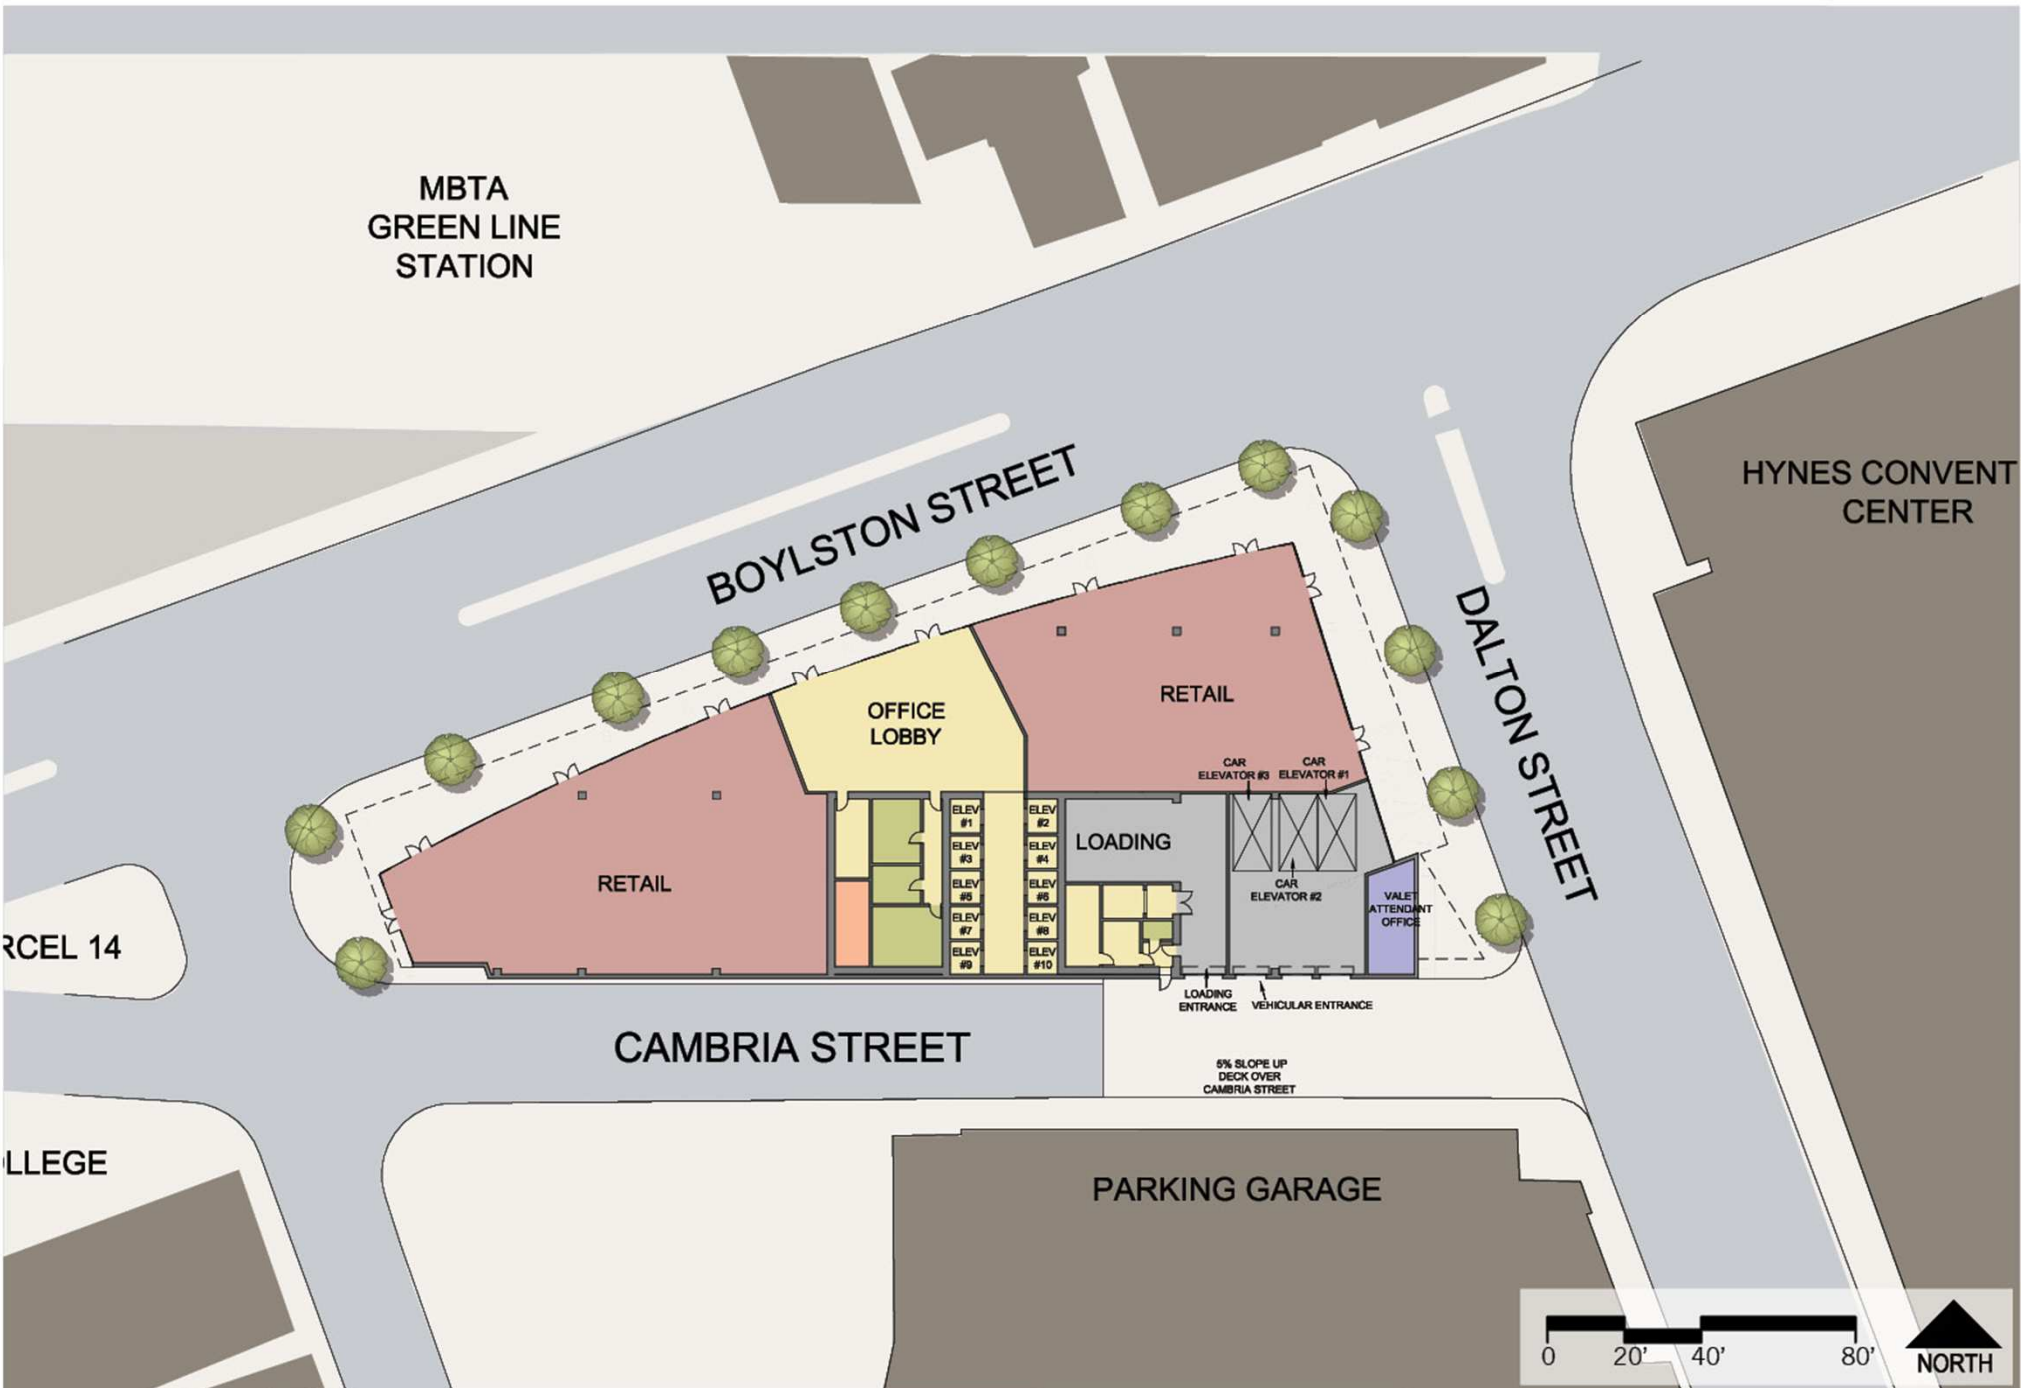 MBTA
GREEN LINE
STATION
HYNES CONVENT
CENTER
BOYLSTON STREET
DALTON STREET
OFFICE
LOBBY
RETAIL
CAR
ELEVATOR #3
CAR
ELEVATOR #1
ELEV
#1
ELEV
#2
ELEV
#3
ELEV
#4
ELEV
#5
ELEV
#6
ELEV
#7
ELEV
#8
ELEV
#9
ELEV
#10
LOADING
CAR
ELEVATOR #2
VALET
ATTENDANT
OFFICE
RETAIL
RCEL 14
LOADING
ENTRANCE
VEHICULAR ENTRANCE
CAMBRIA STREET
5% SLOPE UP
DECK OVER
CAMBRIA STREET
LLEGE
PARKING GARAGE
0 20' 40' 80'
NORTH